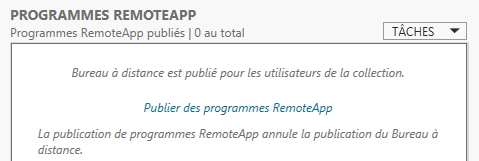 PROGRAMMES REMOTEAPP
Programmes RemoteApp publiés | 0 au total
TÂCHES
Bureau à distance est publié pour les utilisateurs de la collection.
Publier des programmes RemoteApp
La publication de programmes RemoteApp annule la publication du Bureau à
distance.